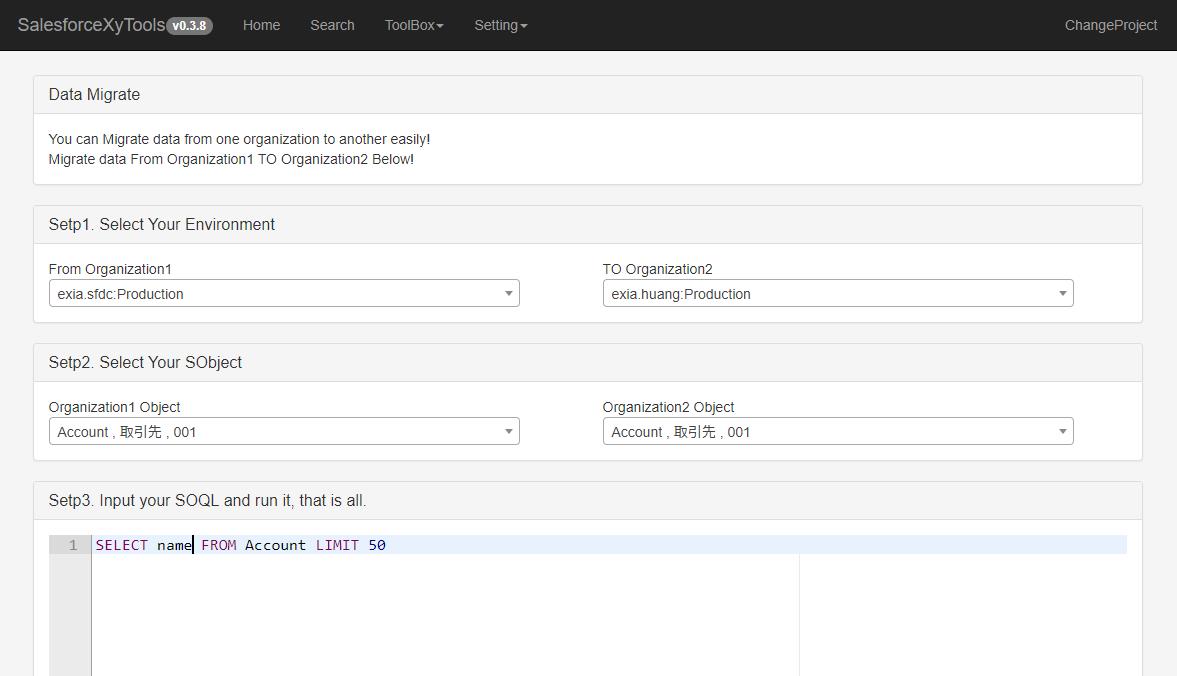 SalesforceXyTools v0.3.8 Home Search ToolBox Setting ChangeProject
Data Migrate
You can Migrate data from one organization to another easily!
Migrate data From Organization1 TO Organization2 Below!
Setp1. Select Your Environment
From Organization1 TO Organization2
exia.sfdc:Production exia.huang:Production
Setp2. Select Your SObject
Organization1 Object Organization2 Object
Account , 取引先 , 001 Account , 取引先 , 001
Setp3. Input your SOQL and run it, that is all.
1 SELECT name FROM Account LIMIT 50